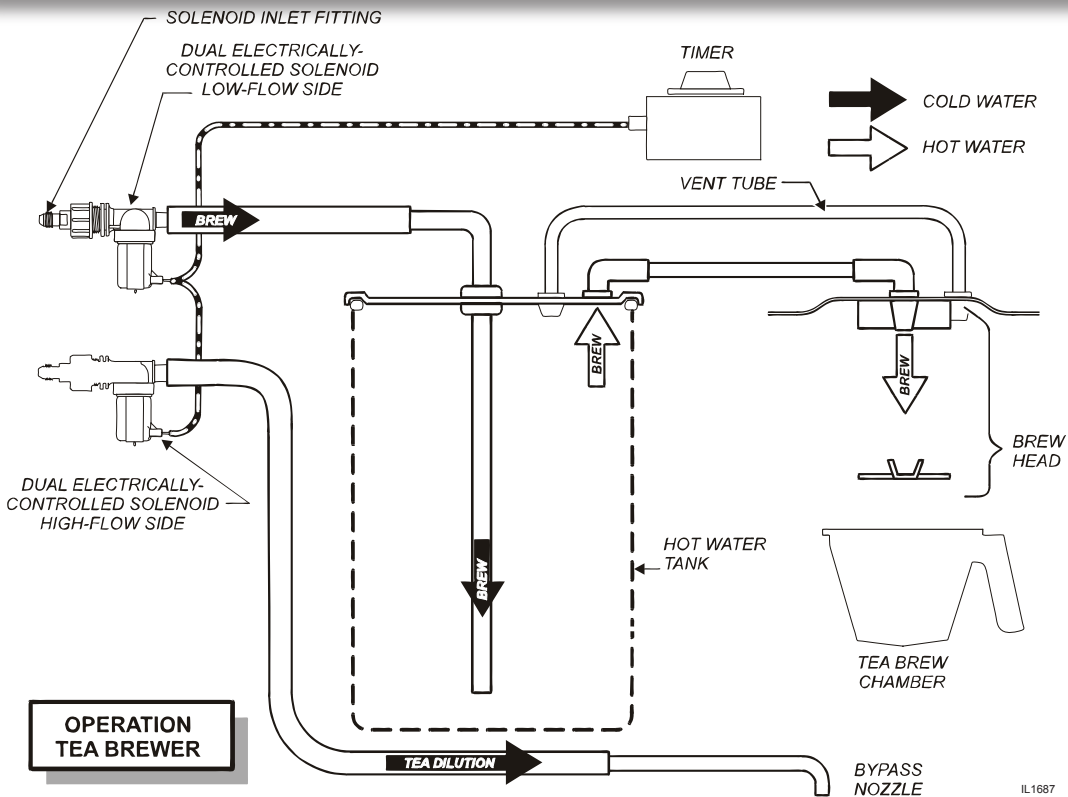 SOLENOID INLET FITTING
DUAL ELECTRICALLY-
CONTROLLED SOLENOID
LOW-FLOW SIDE
TIMER
COLD WATER
HOT WATER
VENT TUBE
BREW
BREW
BREW
BREW
HEAD
DUAL ELECTRICALLY-
CONTROLLED SOLENOID
HIGH-FLOW SIDE
BREW
HOT WATER
TANK
TEA BREW
CHAMBER
OPERATION
TEA BREWER
TEA DILUTION
BYPASS
NOZZLE
IL1687